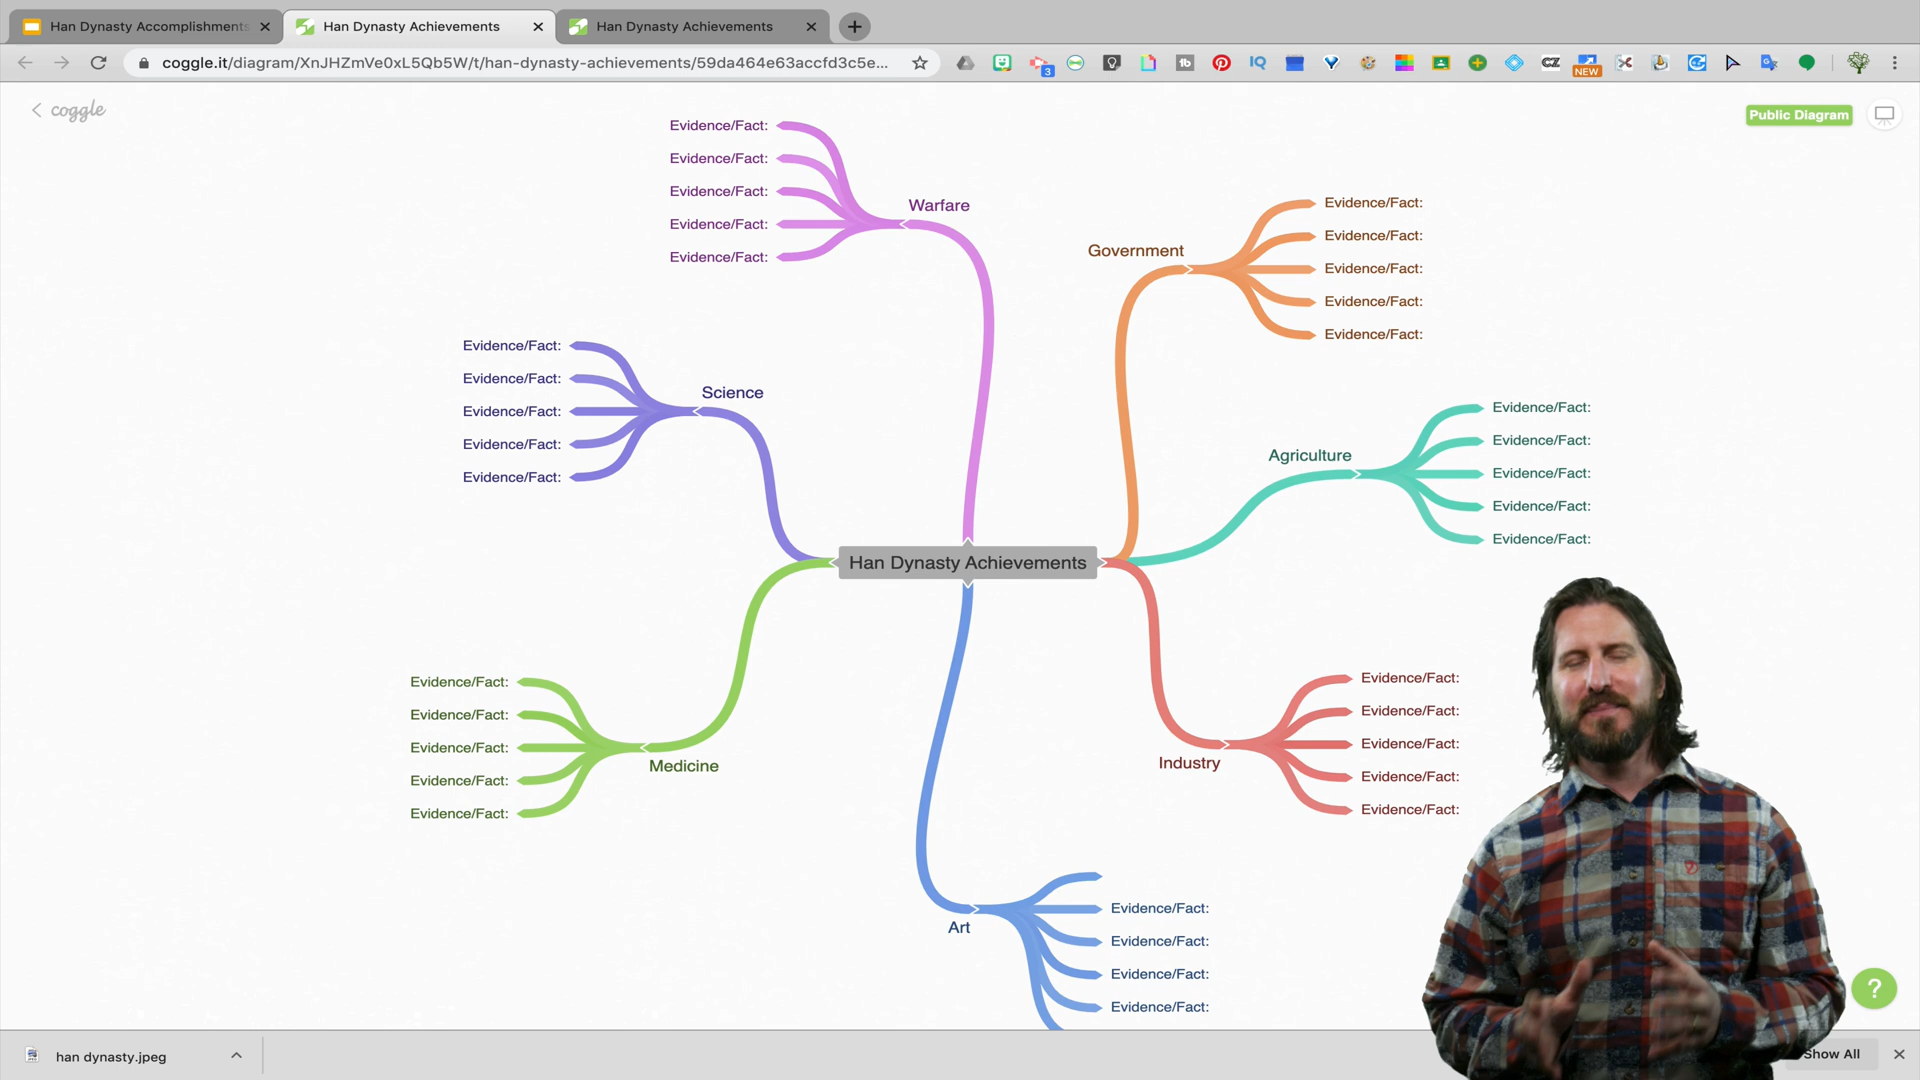 Han Dynasty Accomplishments
Han Dynasty Achievements
Han Dynasty Achievements
coggle.it/diagram/XnJHZmVe0xL5Qb5W/t/han-dynasty-achievements/59da464e63accfd3c5e...
3
tb
IQ
CZ
NEW
coggle
Public Diagram
Evidence/Fact:
Evidence/Fact:
Evidence/Fact:
Evidence/Fact:
Evidence/Fact:
Warfare
Government
Evidence/Fact:
Evidence/Fact:
Evidence/Fact:
Evidence/Fact:
Evidence/Fact:
Evidence/Fact:
Evidence/Fact:
Evidence/Fact:
Evidence/Fact:
Evidence/Fact:
Science
Agriculture
Evidence/Fact:
Evidence/Fact:
Evidence/Fact:
Evidence/Fact:
Evidence/Fact:
Han Dynasty Achievements
Evidence/Fact:
Evidence/Fact:
Evidence/Fact:
Evidence/Fact:
Evidence/Fact:
Medicine
Industry
Evidence/Fact:
Evidence/Fact:
Evidence/Fact:
Evidence/Fact:
Evidence/Fact:
Art
Evidence/Fact:
Evidence/Fact:
Evidence/Fact:
Evidence/Fact:
?
han dynasty.jpeg
Show All